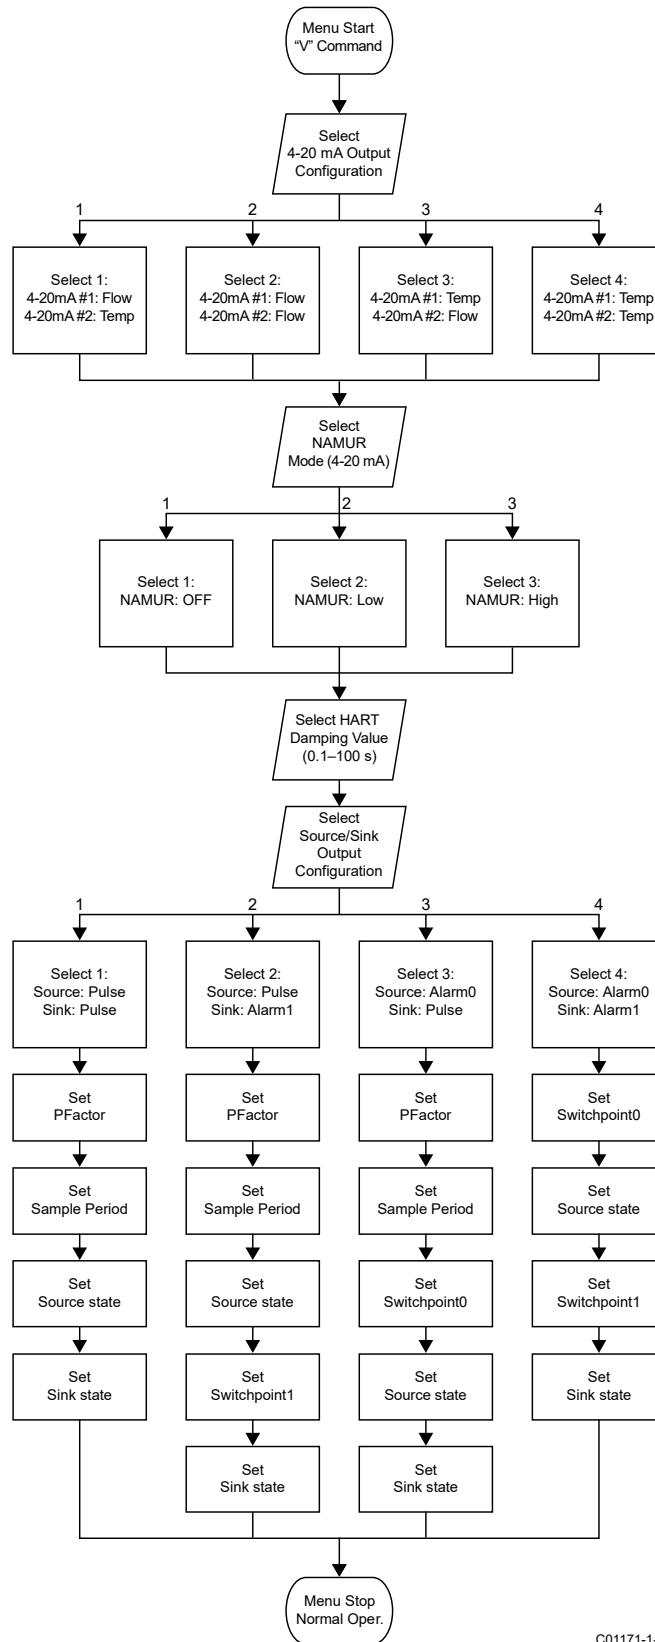 Menu Start
“V” Command
Select
4-20 mA Output
Configuration
1
2
3
4
Select 1:
4-20mA #1: Flow
4-20mA #2: Temp
Select 2:
4-20mA #1: Flow
4-20mA #2: Flow
Select 3:
4-20mA #1: Temp
4-20mA #2: Flow
Select 4:
4-20mA #1: Temp
4-20mA #2: Temp
Select
NAMUR
Mode (4-20 mA)
1
2
3
Select 1:
NAMUR: OFF
Select 2:
NAMUR: Low
Select 3:
NAMUR: High
Select HART
Damping Value
(0.1–100 s)
Select
Source/Sink
Output
Configuration
1
2
3
4
Select 1:
Source: Pulse
Sink: Pulse
Select 2:
Source: Pulse
Sink: Alarm1
Select 3:
Source: Alarm0
Sink: Pulse
Select 4:
Source: Alarm0
Sink: Alarm1
Set
PFactor
Set
PFactor
Set
PFactor
Set
Switchpoint0
Set
Sample Period
Set
Sample Period
Set
Sample Period
Set
Source state
Set
Source state
Set
Source state
Set
Switchpoint0
Set
Switchpoint1
Set
Sink state
Set
Switchpoint1
Set
Source state
Set
Sink state
Set
Sink state
Set
Sink state
Menu Stop
Normal Oper.
C01171-1-